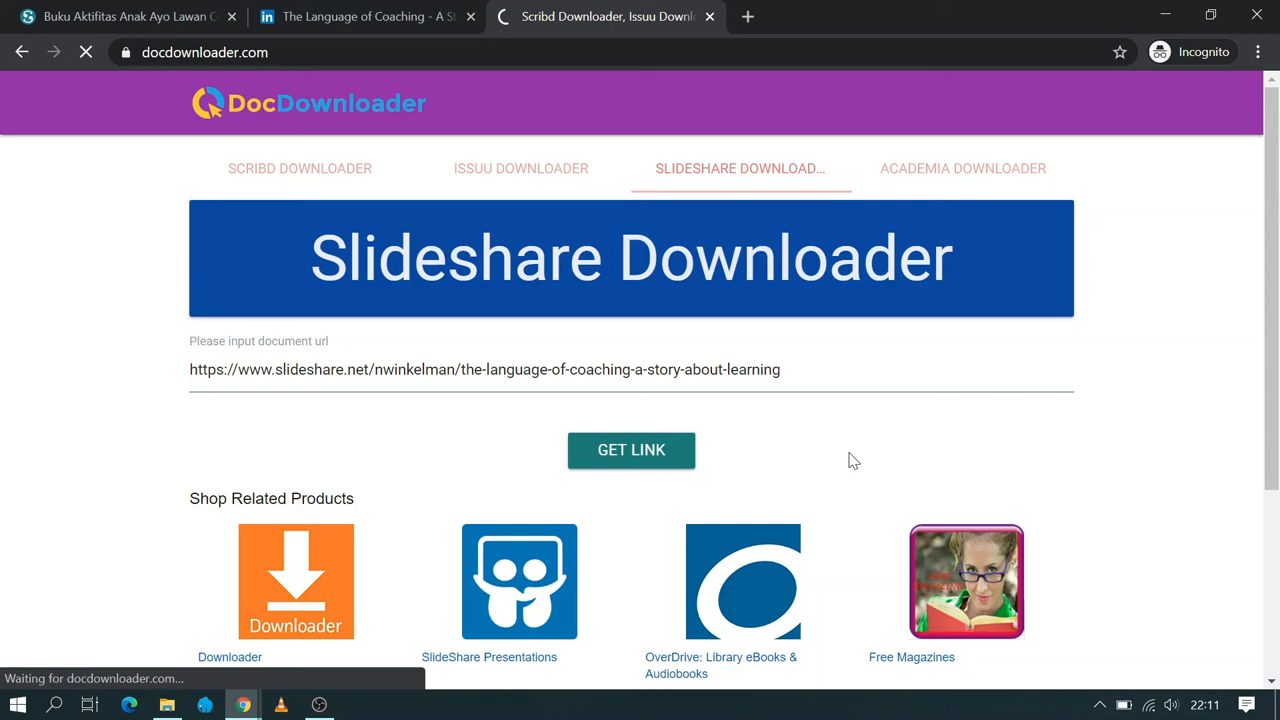 Buku Aktifitas Anak Ayo Lawan C
The Language of Coaching - A St
Scribd Downloader, Issuu Downl
docdownloader.com
Incognito
DocDownloader
SCRIBD DOWNLOADER
ISSUU DOWNLOADER
SLIDESHARE DOWNLOAD...
ACADEMIA DOWNLOADER
Slideshare Downloader
Please input document url
https://www.slideshare.net/nwinkelman/the-language-of-coaching-a-story-about-learning
GET LINK
Shop Related Products
Downloader
Downloader
SlideShare Presentations
OverDrive: Library eBooks &
Audiobooks
Free Magazines
Waiting for docdownloader.com...
22:11